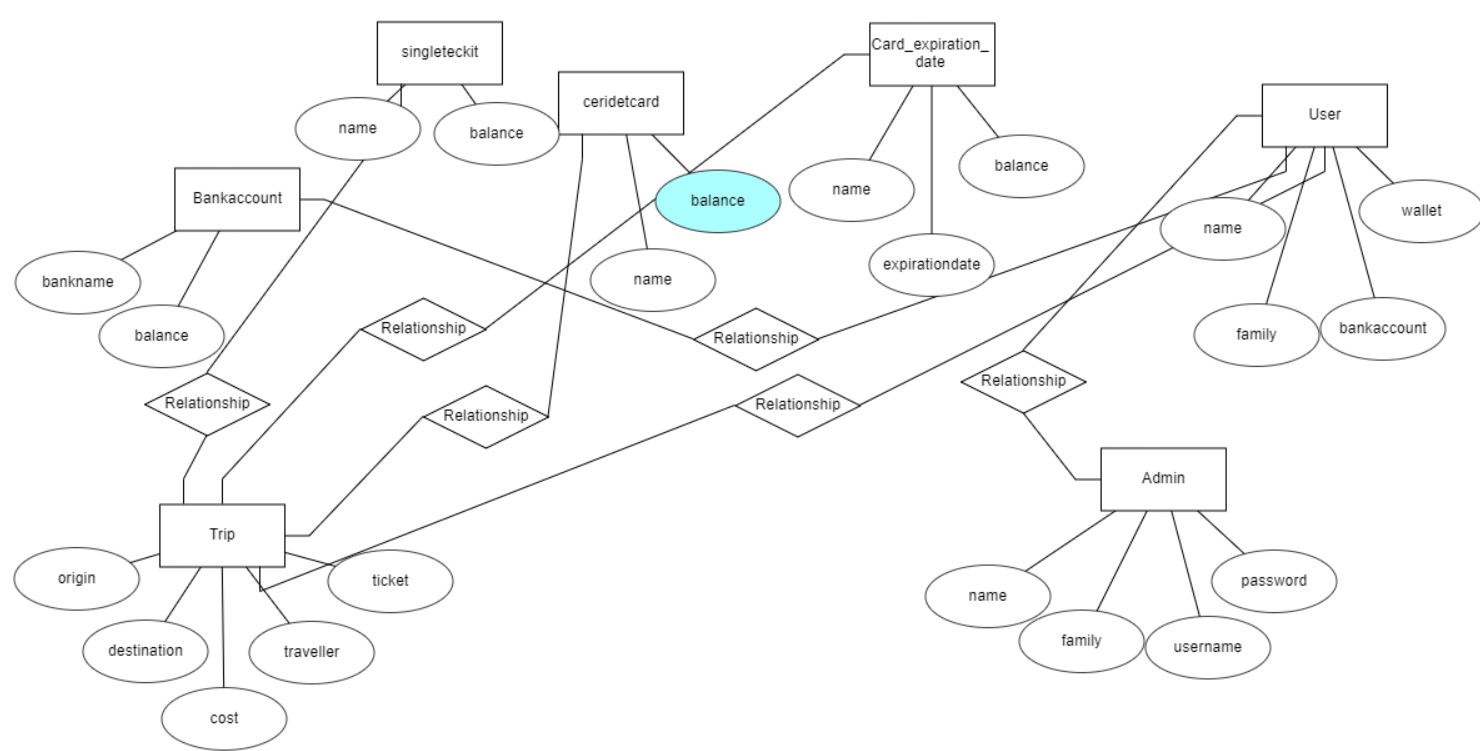 singleteckit
Card_expiration_
date
ceridetcard
User
name
balance
balance
name
balance
Bankaccount
wallet
name
expirationdate
name
bankname
balance
Relationship
Relationship
family
bankaccount
Relationship
Relationship
Relationship
Relationship
Admin
Trip
origin
ticket
password
name
destination
traveller
family
username
cost